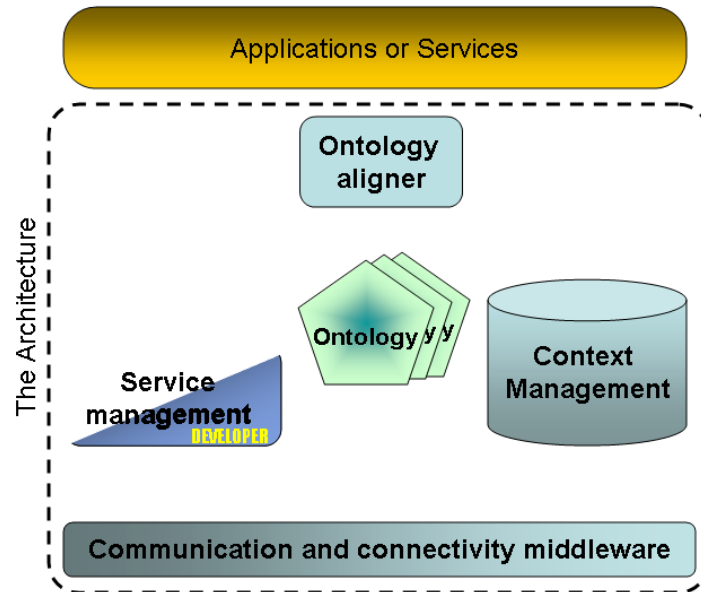 Applications or Services
Ontology
aligner
The Architecture
Ontology
y
y
Context
Management
Service
management
DEVELOPER
Communication and connectivity middleware